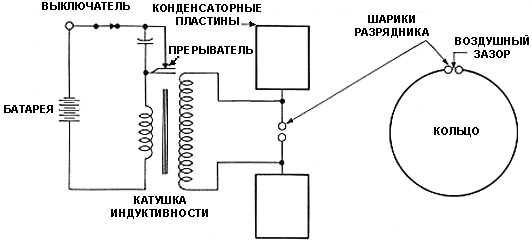 ВЫКЛЮЧАТЕЛЬ
КОНДЕНСАТОРНЫЕ
ПЛАСТИНЫ
ПРЕРЫВАТЕЛЬ
БАТАРЕЯ
КАТУШКА
ИНДУКТИВНОСТИ
ШАРИКИ
РАЗРЯДНИКА
ВОЗДУШНЫЙ
ЗАЗОР
КОЛЬЦО